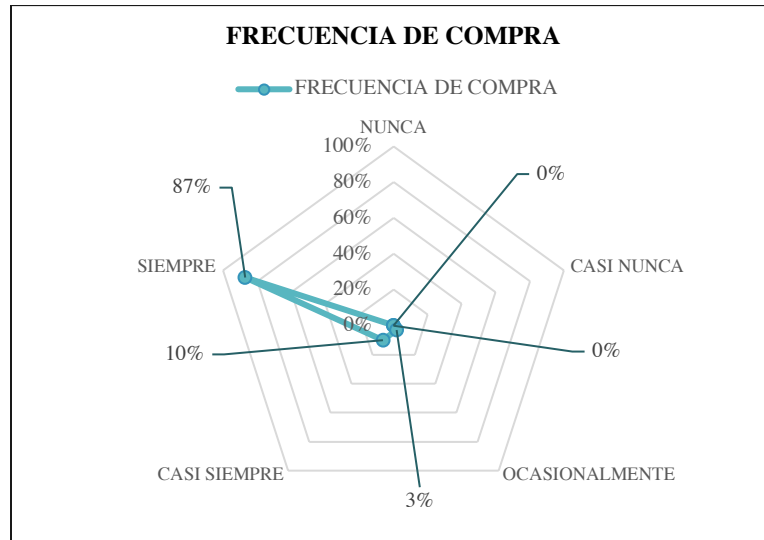 FRECUENCIA DE COMPRA
FRECUENCIA DE COMPRA
NUNCA
100%
80%
60%
40%
20%
0%
0%
87%
SIEMPRE
CASI NUNCA
10%
0%
CASI SIEMPRE
OCASIONALMENTE
3%